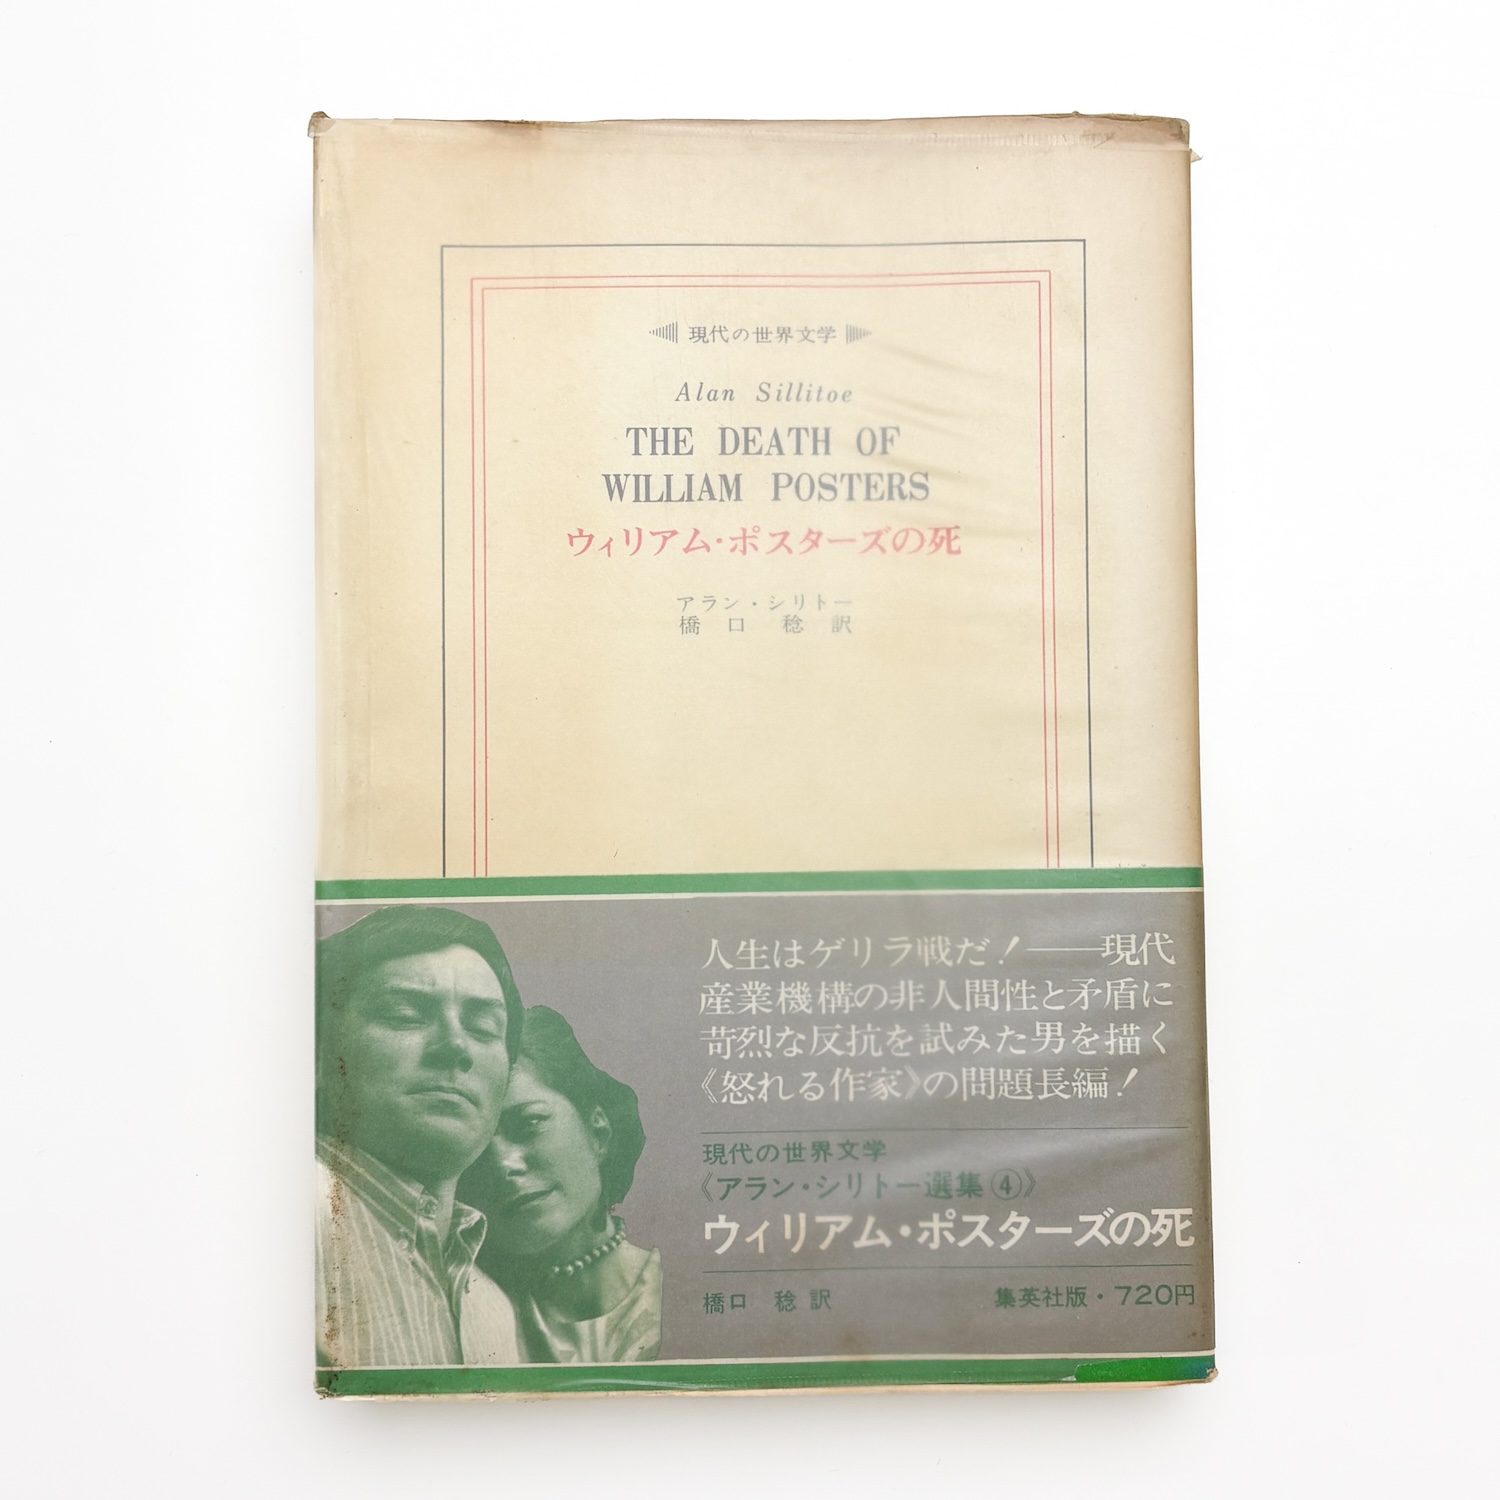 現代の世界文学
Alan Sillitoe
THE DEATH OF
WILLIAM POSTERS
ウィリアム・ポスターズの死
アラン・シリトー
橋口 稔 訳
人生はゲリラ戦だ!——現代
産業機構の非人間性と矛盾に
苛烈な反抗を試みた男を描く
《怒れる作家》の問題長編!
現代の世界文学
《アラン・シリトー選集④》
ウィリアム・ポスターズの死
橋口 稔 訳
集英社版・720円